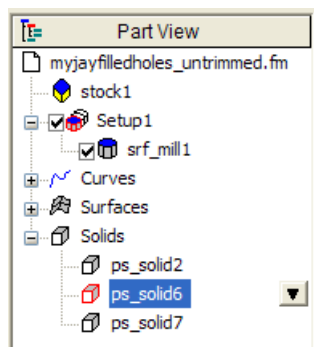 Part View
myjayfilledholes_untrimmed.fm
stock1
Setup1
srf_mill1
Curves
Surfaces
Solids
ps_solid2
ps_solid6
ps_solid7